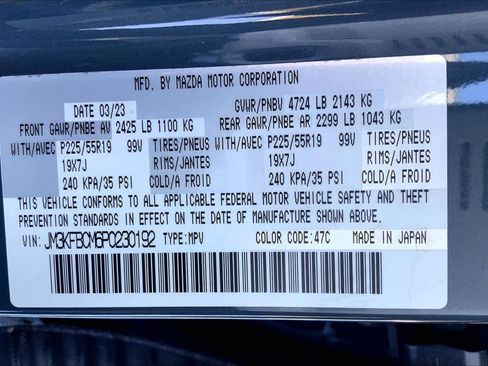 MFD. BY MAZDA MOTOR CORPORATION
DATE 03/23 GVWR/PNBV 4724 LB 2143 KG
FRONT GAWR/PNBE AV 2425 LB 1100 KG REAR GAWR/PNBE AR 2299 LB 1043 KG
WITH/AVEC P225/55R19 99V TIRES/PNEUS WITH/AVEC P225/55R19 99V TIRES/PNEUS
19X7J RIMS/JANTES 19X7J RIMS/JANTES
240 KPA/35 PSI COLD/A FROID 240 KPA/35 PSI COLD/A FROID
THIS VEHICLE CONFORMS TO ALL APPLICABLE FEDERAL MOTOR VEHICLE SAFETY AND THEFT
PREVENTION STANDARDS IN EFFECT ON THE DATE OF MANUFACTURE SHOWN ABOVE.
VIN: JM3KFBCM6P0230192 TYPE: MPV COLOR CODE: 47C MADE IN JAPAN